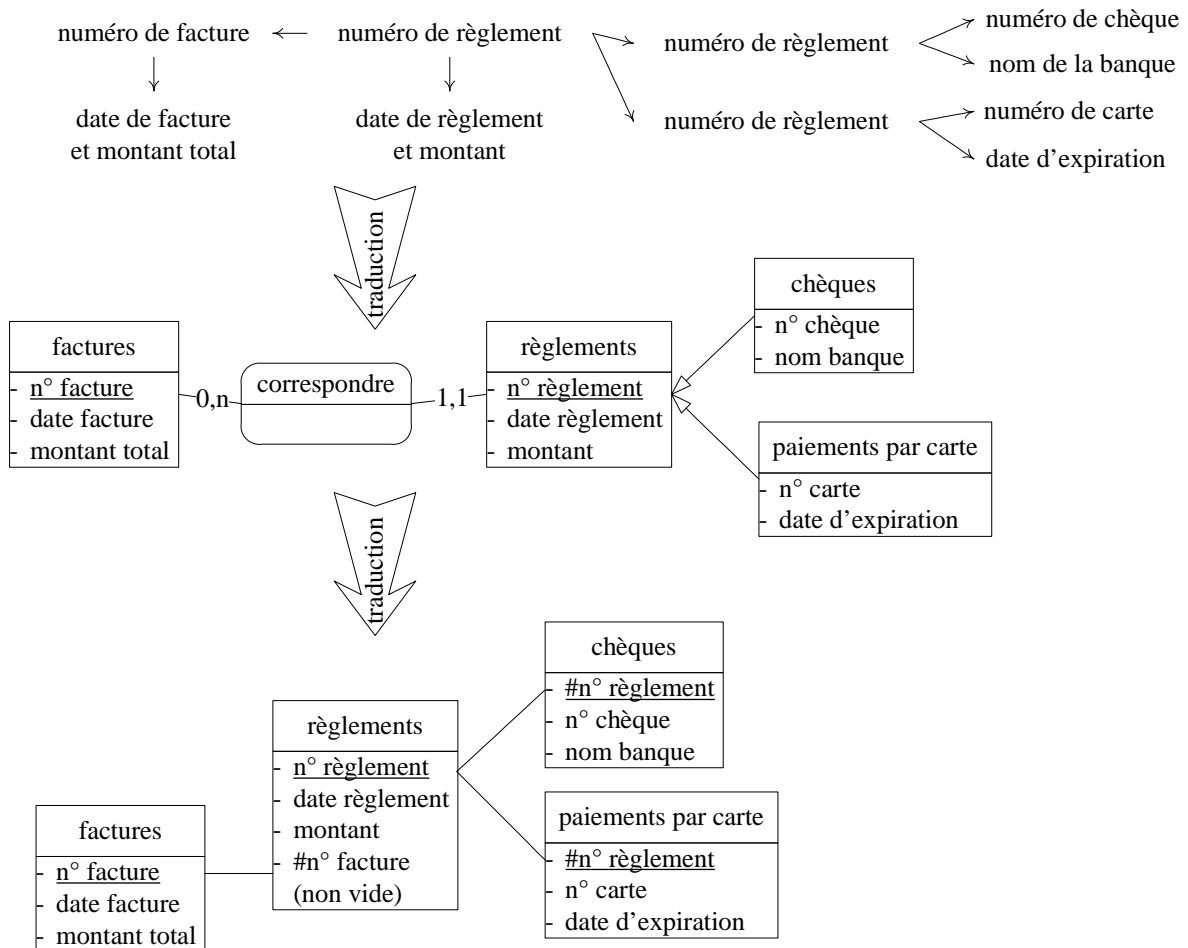 numéro de facture
numéro de règlement
numéro de règlement
numéro de chèque
nom de la banque
date de facture
et montant total
date de règlement
et montant
numéro de règlement
numéro de carte
date d'expiration
traduction
factures
- n° facture
- date facture
- montant total
0,n
correspondre
1,1
règlements
- n° règlement
- date règlement
- montant
chèques
- n° chèque
- nom banque
paiements par carte
- n° carte
- date d'expiration
traduction
factures
- n° facture
- date facture
- montant total
règlements
- n° règlement
- date règlement
- montant
- #n° facture
(non vide)
chèques
- #n° règlement
- n° chèque
- nom banque
paiements par carte
- #n° règlement
- n° carte
- date d'expiration